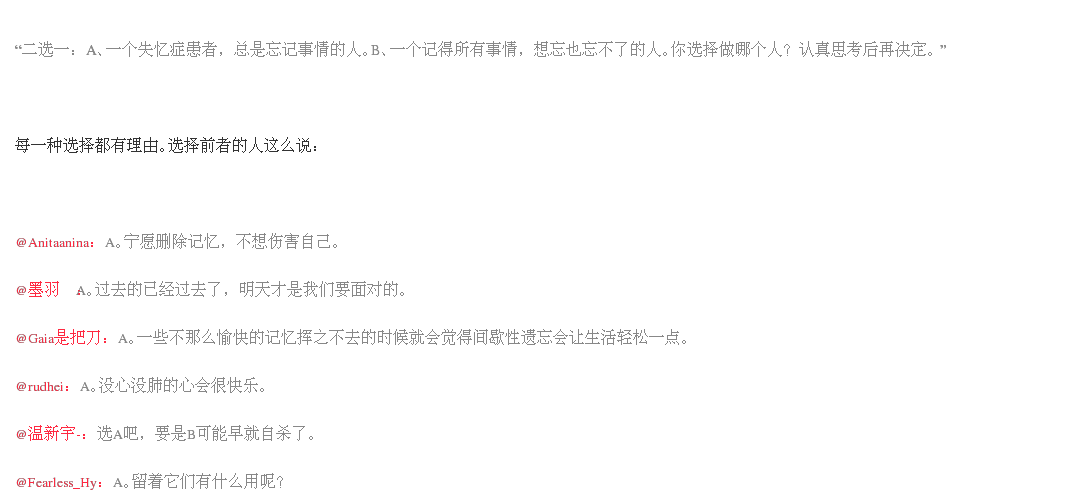 “二选一：A、一个失忆症患者，总是忘记事情的人。B、一个记得所有事情，想忘也忘不了的人。你选择做哪个人？认真思考后再决定。”
每一种选择都有理由。选择前者的人这么说：
@Anitaanina：A。宁愿删除记忆，不想伤害自己。
@墨羽 A。过去的已经过去了，明天才是我们要面对的。
@Gaia是把刀：A。一些不那么愉快的记忆挥之不去的时候就会觉得间歇性遗忘会让生活轻松一点。
@rudhei：A。没心没肺的心会很快乐。
@温新宇-：选A吧，要是B可能早就自杀了。
@Fearless_Hy：A。留着它们有什么用呢？